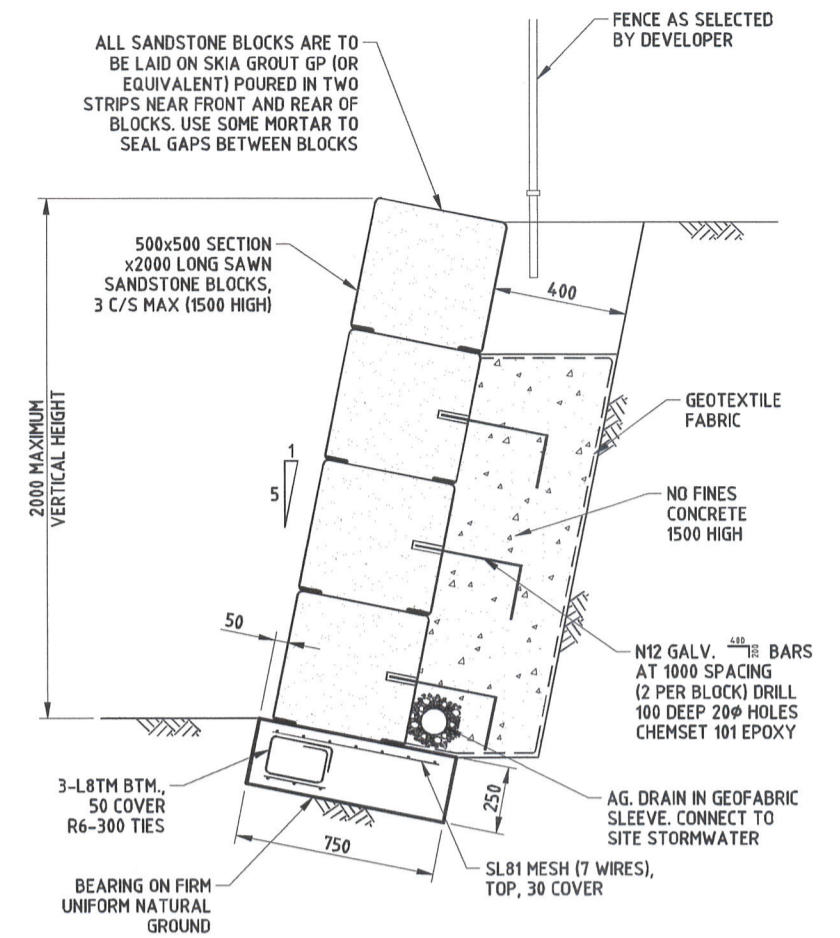 FENCE AS SELECTED
BY DEVELOPER
ALL SANDSTONE BLOCKS ARE TO
BE LAID ON SKIA GROUT GP (OR
EQUIVALENT) POURED IN TWO
STRIPS NEAR FRONT AND REAR OF
BLOCKS. USE SOME MORTAR TO
SEAL GAPS BETWEEN BLOCKS
500x500 SECTION
x2000 LONG SAWN
SANDSTONE BLOCKS,
3 C/S MAX (1500 HIGH)
400
2000 MAXIMUM
VERTICAL HEIGHT
GEOTEXTILE
FABRIC
1
5
NO FINES
CONCRETE
1500 HIGH
50
N12 GALV. 400 200 BARS
AT 1000 SPACING
(2 PER BLOCK) DRILL
100 DEEP 20φ HOLES
CHEMSET 101 EPOXY
3-L8TM BTM.,
50 COVER
R6-300 TIES
250
AG. DRAIN IN GEOFABRIC
SLEEVE. CONNECT TO
SITE STORMWATER
750
SL81 MESH (7 WIRES),
TOP, 30 COVER
BEARING ON FIRM
UNIFORM NATURAL
GROUND